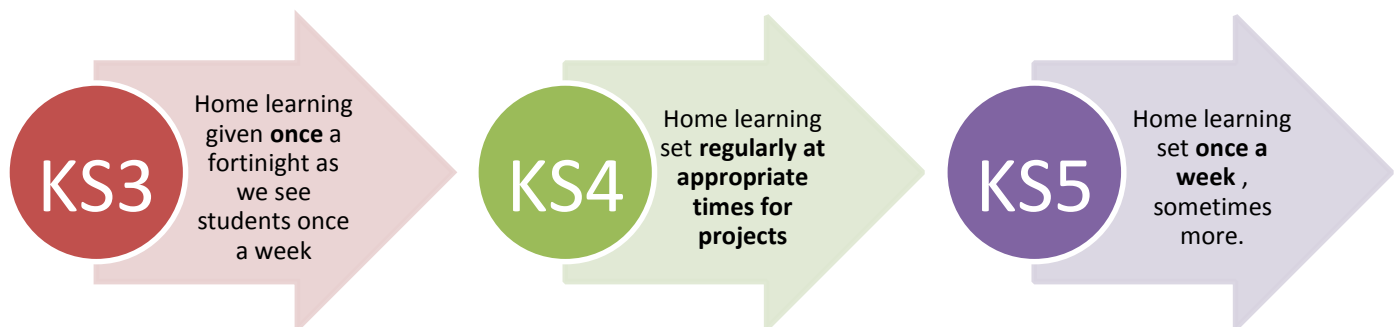 KS3
Home learning
given once a
fortinight as
we see
students once
a week
KS4
Home learning
set regularly at
appropriate
times for
projects
KS5
Home learning
set once a
week ,
sometimes
more.